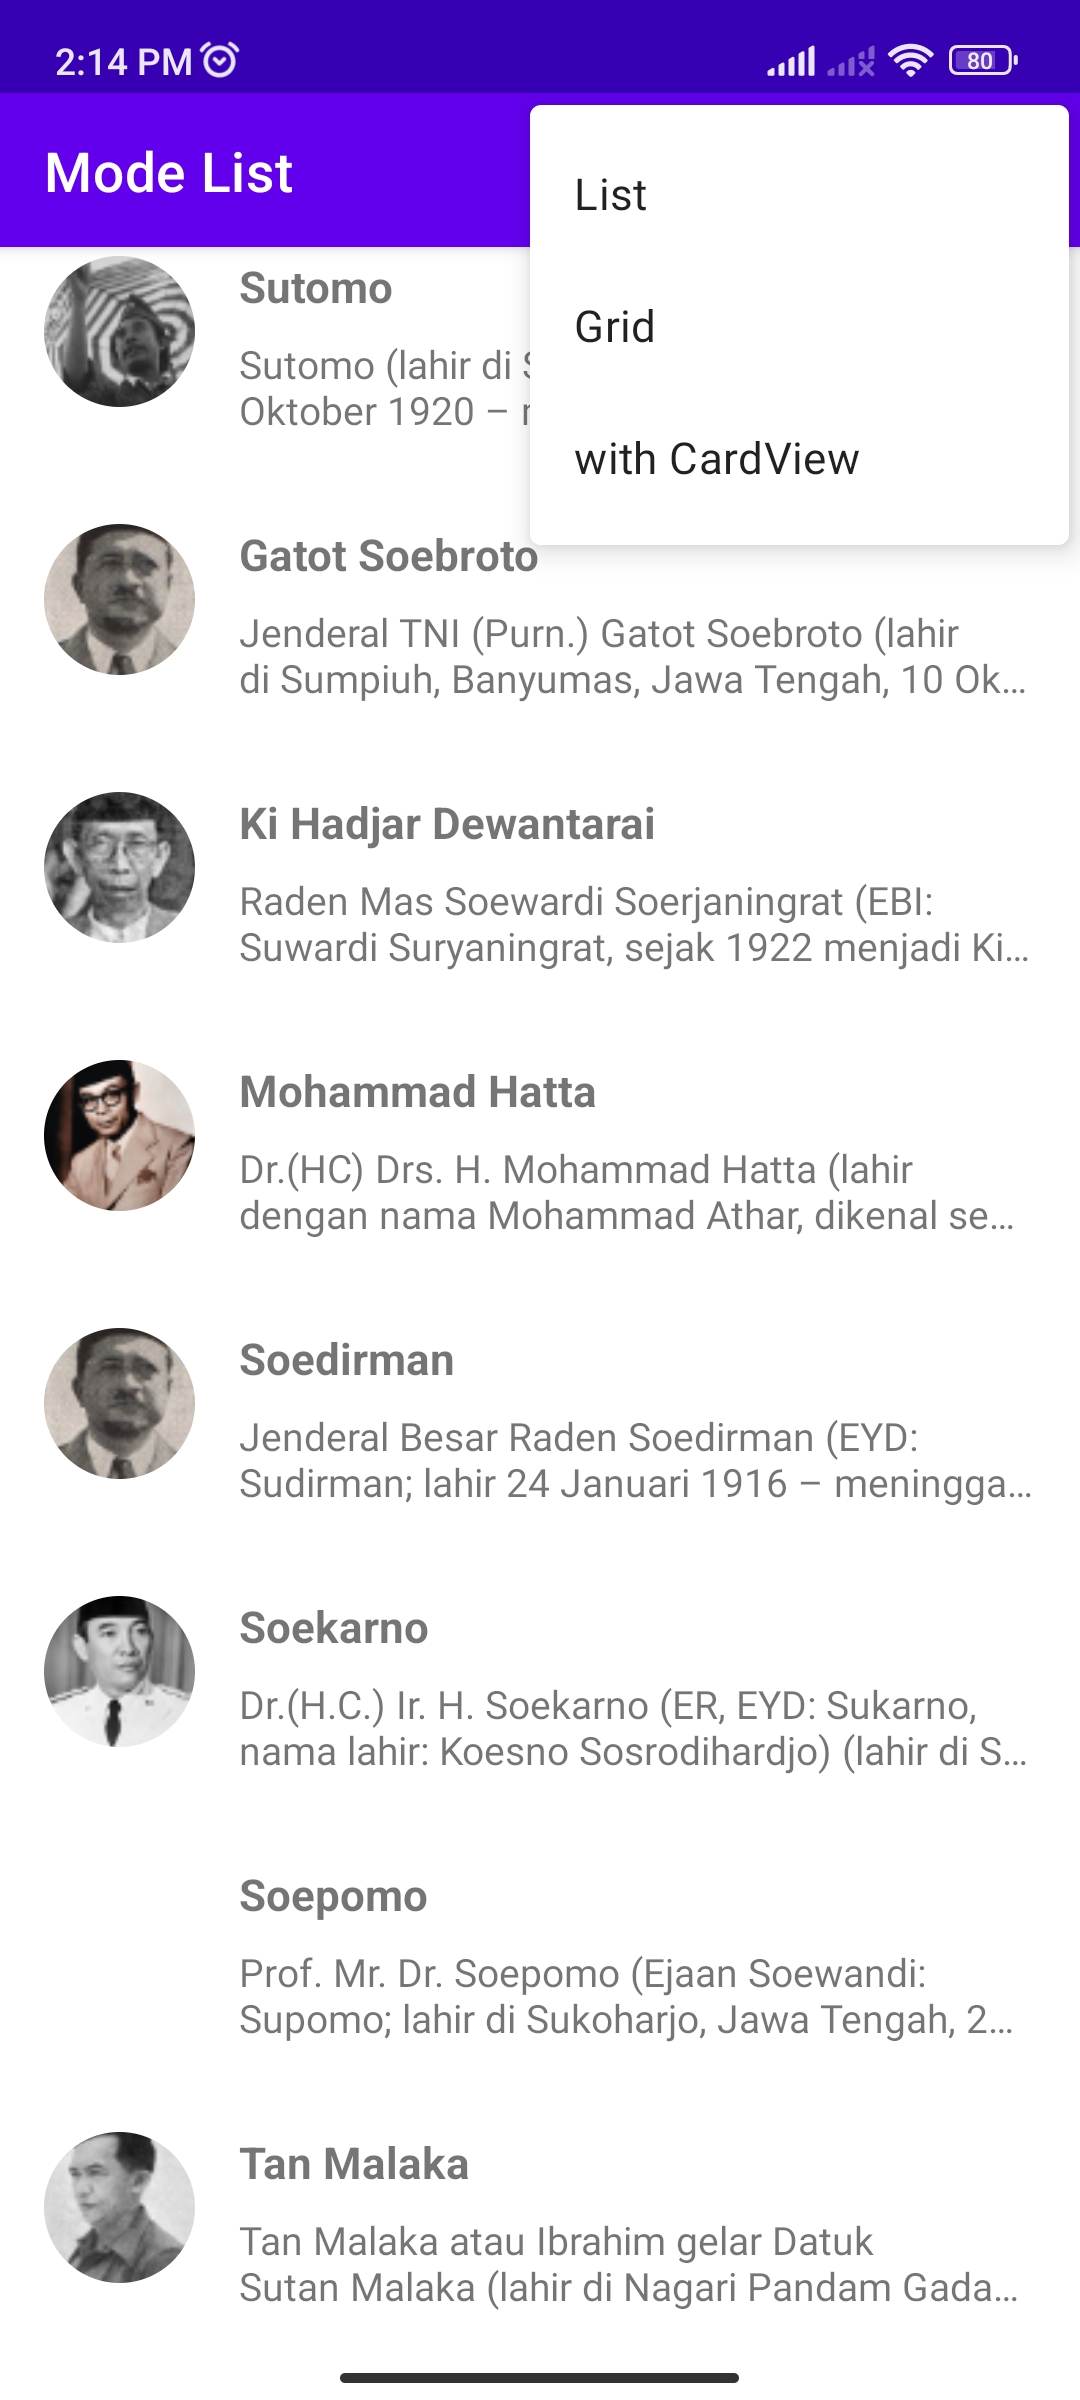 2:14 PM
80
Mode List
List
Grid
with CardView
Sutomo
Sutomo (lahir di
Oktober 1920 –
Gatot Soebroto
Jenderal TNI (Purn.) Gatot Soebroto (lahir
di Sumpiuh, Banyumas, Jawa Tengah, 10 Ok...
Ki Hadjar Dewantarai
Raden Mas Soewardi Soerjaningrat (EBI:
Suwardi Suryaningrat, sejak 1922 menjadi Ki...
Mohammad Hatta
Dr.(HC) Drs. H. Mohammad Hatta (lahir
dengan nama Mohammad Athar, dikenal se...
Soedirman
Jenderal Besar Raden Soedirman (EYD:
Sudirman; lahir 24 Januari 1916 – meningga...
Soekarno
Dr.(H.C.) Ir. H. Soekarno (ER, EYD: Sukarno,
nama lahir: Koesno Sosrodihardjo) (lahir di S...
Soepomo
Prof. Mr. Dr. Soepomo (Ejaan Soewandi:
Supomo; lahir di Sukoharjo, Jawa Tengah, 2...
Tan Malaka
Tan Malaka atau Ibrahim gelar Datuk
Sutan Malaka (lahir di Nagari Pandam Gada...